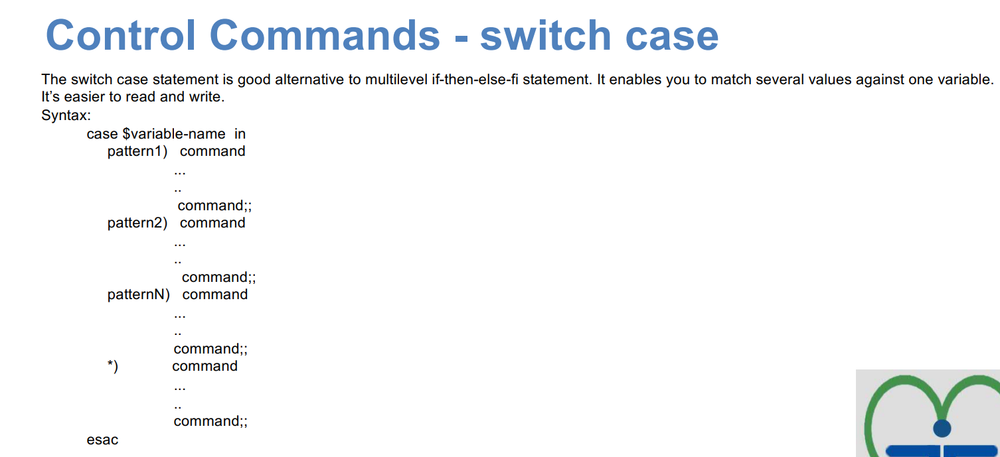 Control Commands - switch case
The switch case statement is good alternative to multilevel if-then-else-fi statement. It enables you to match several values against one variable.
It’s easier to read and write.
Syntax:
case $variable-name  in
pattern1)   command
...
..
command;;
pattern2)   command
...
..
command;;
patternN)   command
...
..
command;;
*)   command
...
..
command;;
esac